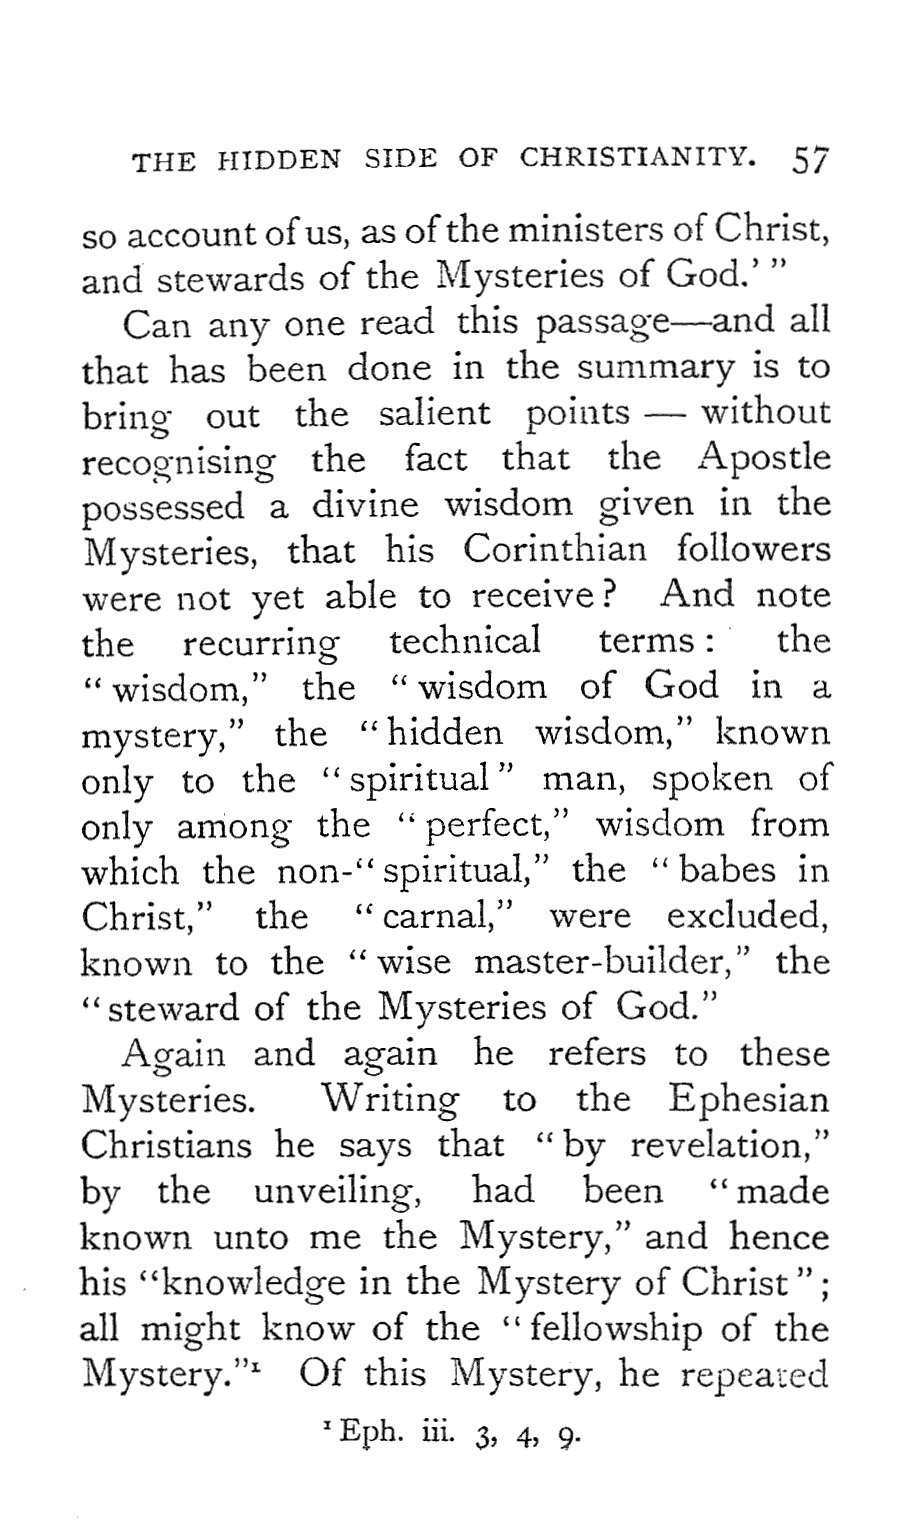 THE HIDDEN SIDE OF CHRISTIANITY. 57
so account of us, as of the ministers of Christ,
and stewards of the Mysteries of God.' "
Can any one read this passage—and all
that has been done in the summary is to
bring out the salient points — without
recognising the fact that the Apostle
possessed a divine wisdom given in the
Mysteries, that his Corinthian followers
were not yet able to receive? And note
the recurring technical terms: the
"wisdom," the "wisdom of God in a
mystery," the "hidden wisdom," known
only to the "spiritual" man, spoken of
only among the "perfect," wisdom from
which the non-"spiritual," the "babes in
Christ," the "carnal," were excluded,
known to the "wise master-builder," the
"steward of the Mysteries of God."
Again and again he refers to these
Mysteries. Writing to the Ephesian
Christians he says that "by revelation,"
by the unveiling, had been "made
known unto me the Mystery," and hence
his "knowledge in the Mystery of Christ";
all might know of the "fellowship of the
Mystery."¹ Of this Mystery, he repeated
¹ Eph. iii. 3, 4, 9.